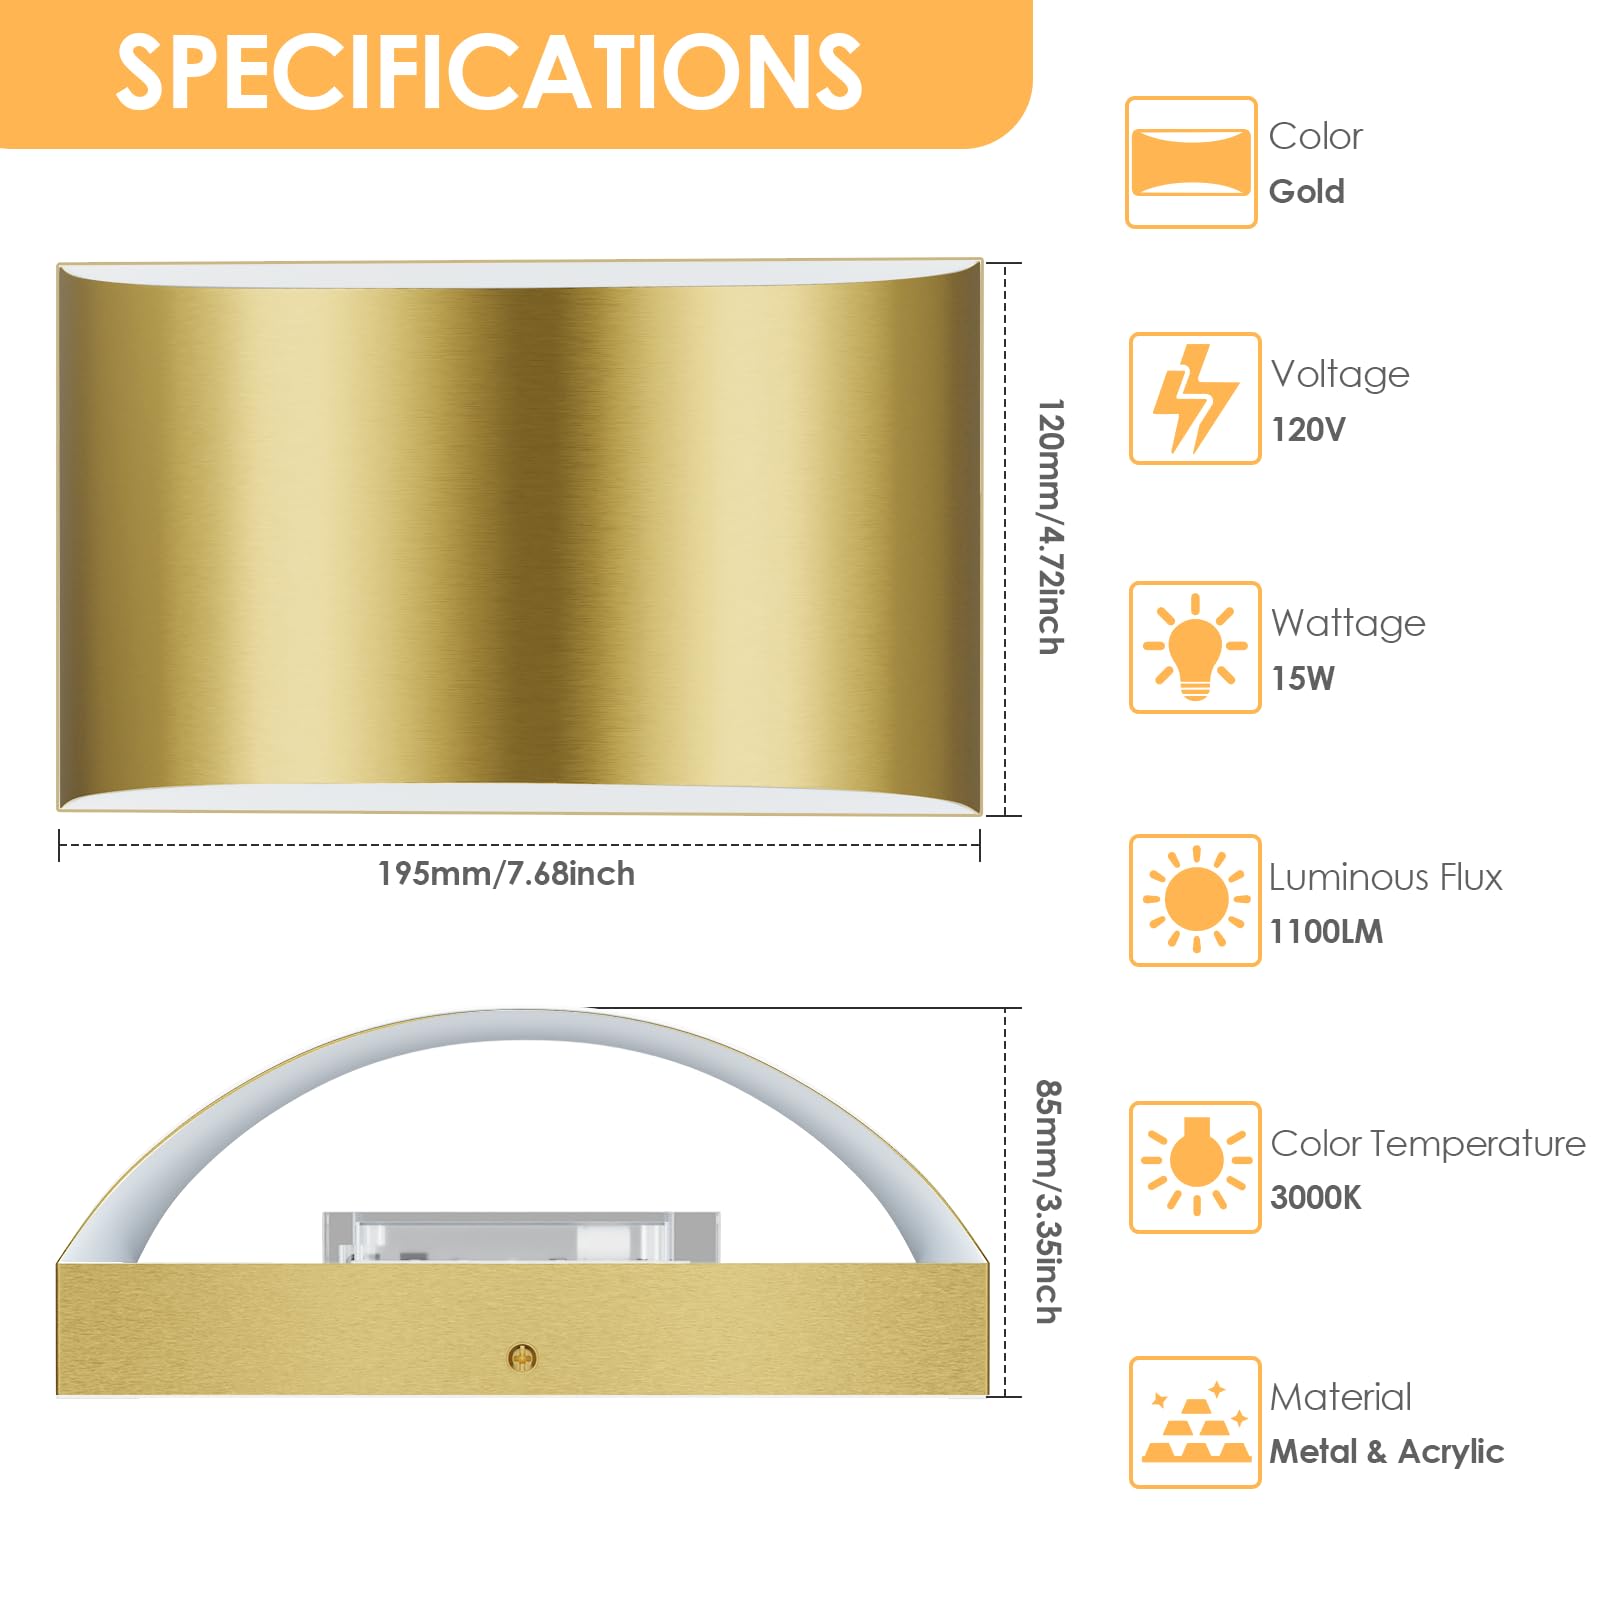 SPECIFICATIONS
Color
Gold
Voltage
120V
Wattage
15W
Luminous Flux
1100LM
Color Temperature
3000K
Material
Metal & Acrylic
120mm/4.72inch
195mm/7.68inch
85mm/3.35inch